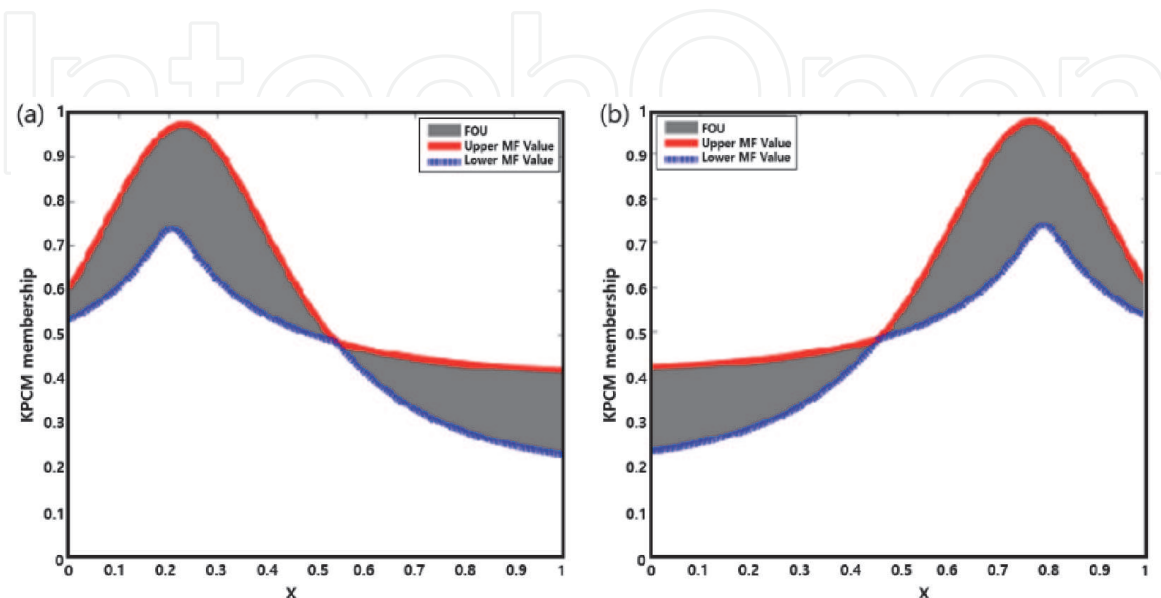 IntechOpen
(a)
1
0.9
0.8
0.7
0.6
0.5
0.4
0.3
0.2
0.1
0
KPCM membership
FOU
Upper MF Value
Lower MF Value
0 0.1 0.2 0.3 0.4 0.5 0.6 0.7 0.8 0.9 1
X
(b)
1
0.9
0.8
0.7
0.6
0.5
0.4
0.3
0.2
0.1
0
KPCM membership
FOU
Upper MF Value
Lower MF Value
0 0.1 0.2 0.3 0.4 0.5 0.6 0.7 0.8 0.9 1
X